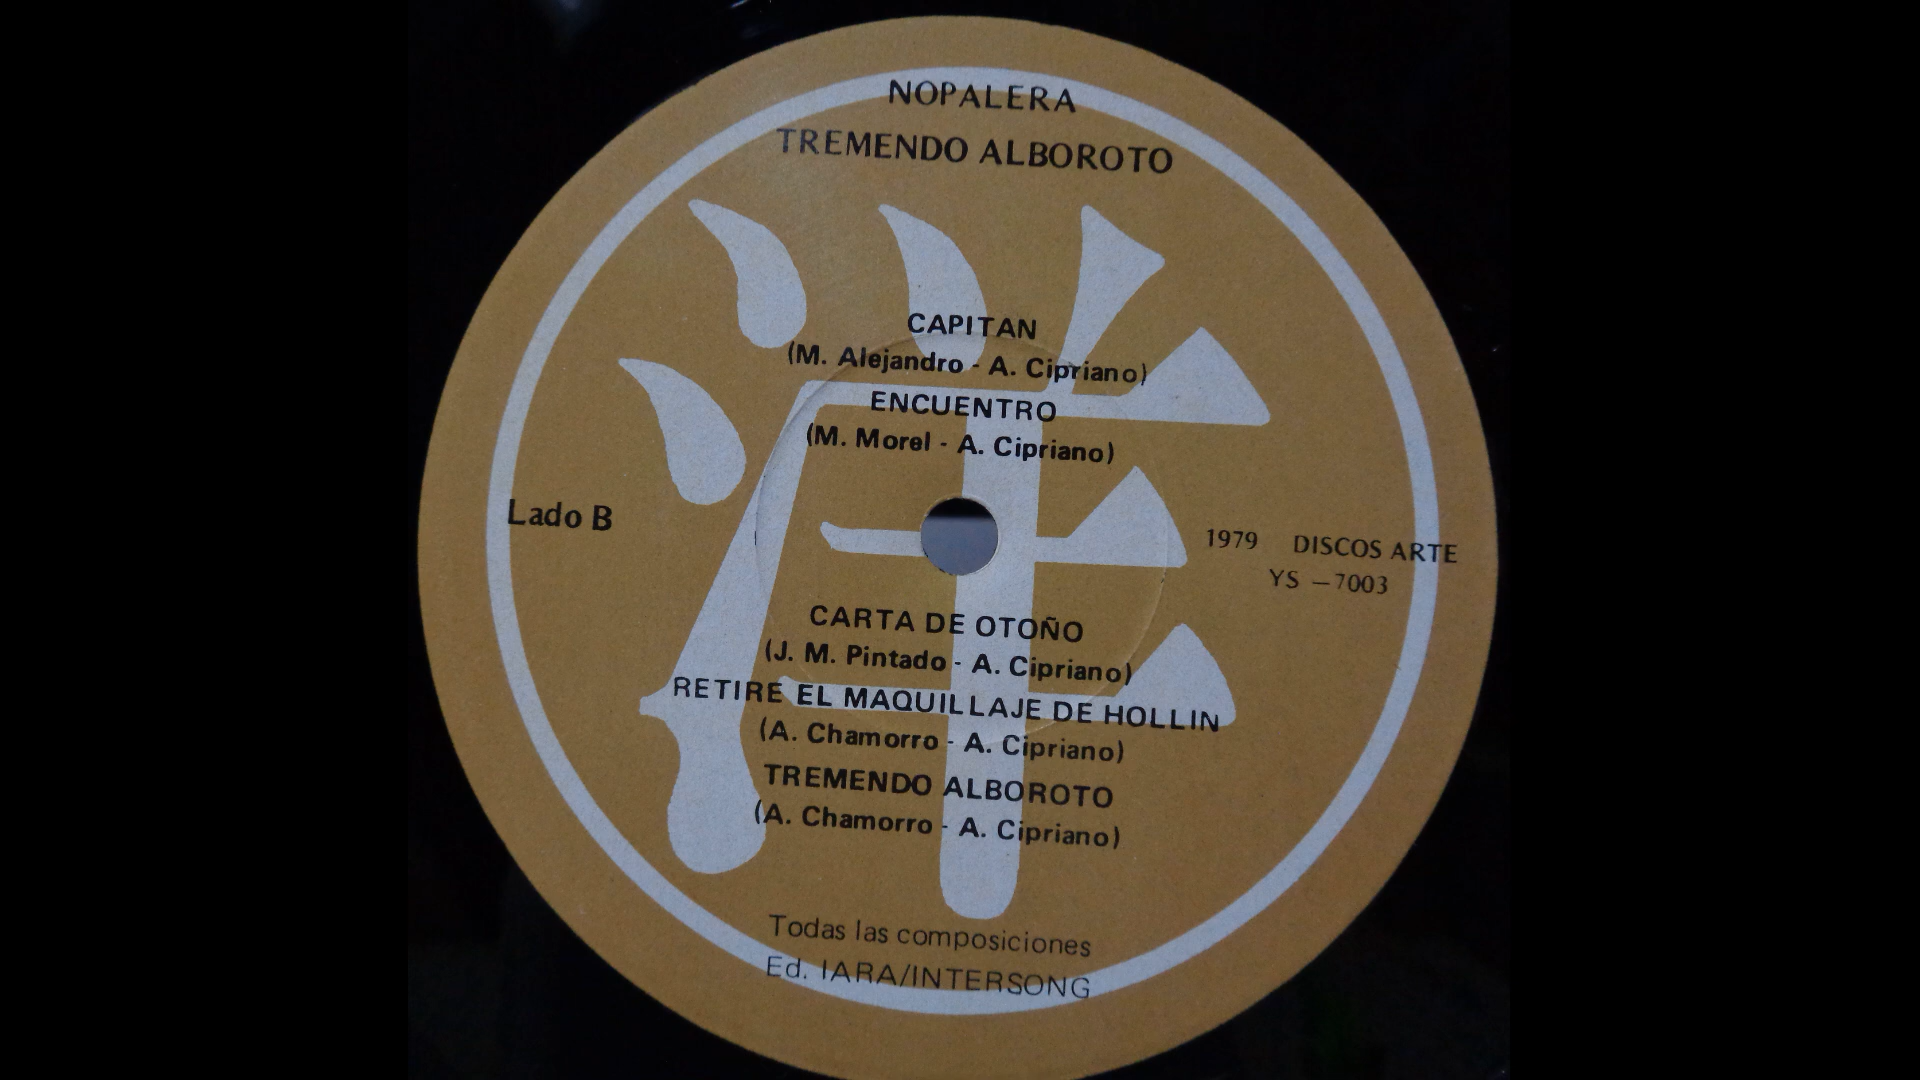 NOPALERA
TREMENDO ALBOROTO
CAPITAN
(M. Alejandro - A. Cipriano)
ENCUENTRO
(M. Morel - A. Cipriano)
Lado B
1979 DISCOS ARTE
YS —7003
CARTA DE OTOÑO
(J. M. Pintado - A. Cipriano)
RETIRE EL MAQUILLAJE DE HOLLIN
(A. Chamorro - A. Cipriano)
TREMENDO ALBOROTO
(A. Chamorro - A. Cipriano)
Todas las composiciones
Ed. IARA/INTERSONG